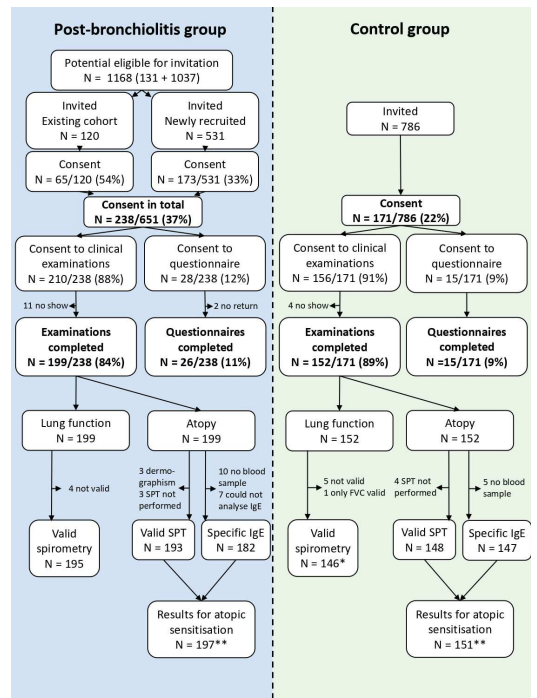 Post-bronchiolitis group
Potential eligible for invitation
N = 1168 (131 + 1037)
Invited
Existing cohort
N = 120
Invited
Newly recruited
N = 531
Consent
N = 65/120 (54%)
Consent
N = 173/531 (33%)
Consent in total
N = 238/651 (37%)
Consent to clinical
examinations
N = 210/238 (88%)
Consent to
questionnaire
N = 28/238 (12%)
11 no show
2 no return
Examinations
completed
N = 199/238 (84%)
Questionnaires
completed
N = 26/238 (11%)
Lung function
N = 199
Atopy
N = 199
4 not valid
3 dermo-
graphism
3 SPT not
performed
10 no blood
sample
7 could not
analyse IgE
Valid
spirometry
N = 195
Valid SPT
N = 193
Specific IgE
N = 182
Results for atopic
sensitisation
N = 197**
Control group
Invited
N = 786
Consent
N = 171/786 (22%)
Consent to clinical
examinations
N = 156/171 (91%)
Consent to
questionnaire
N = 15/171 (9%)
4 no show
Examinations
completed
N = 152/171 (89%)
Questionnaires
completed
N =15/171 (9%)
Lung function
N = 152
Atopy
N = 152
5 not valid
1 only FVC valid
4 SPT not
performed
5 no blood
sample
Valid
spirometry
N = 146*
Valid SPT
N = 148
Specific IgE
N = 147
Results for atopic
sensitisation
N = 151**